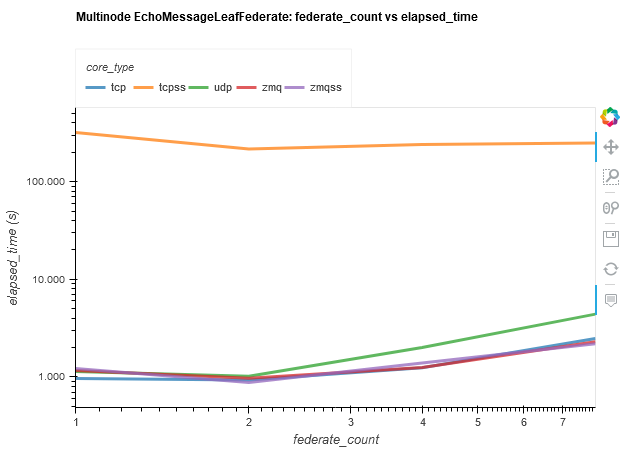 Multinode EchoMessageLeafFederate: federate_count vs elapsed_time
core_type
tcp tcpss udp zmq zmqss
100.000
10.000
1.000
elapsed_time (s)
1 2 3 4 5 6 7
federate_count